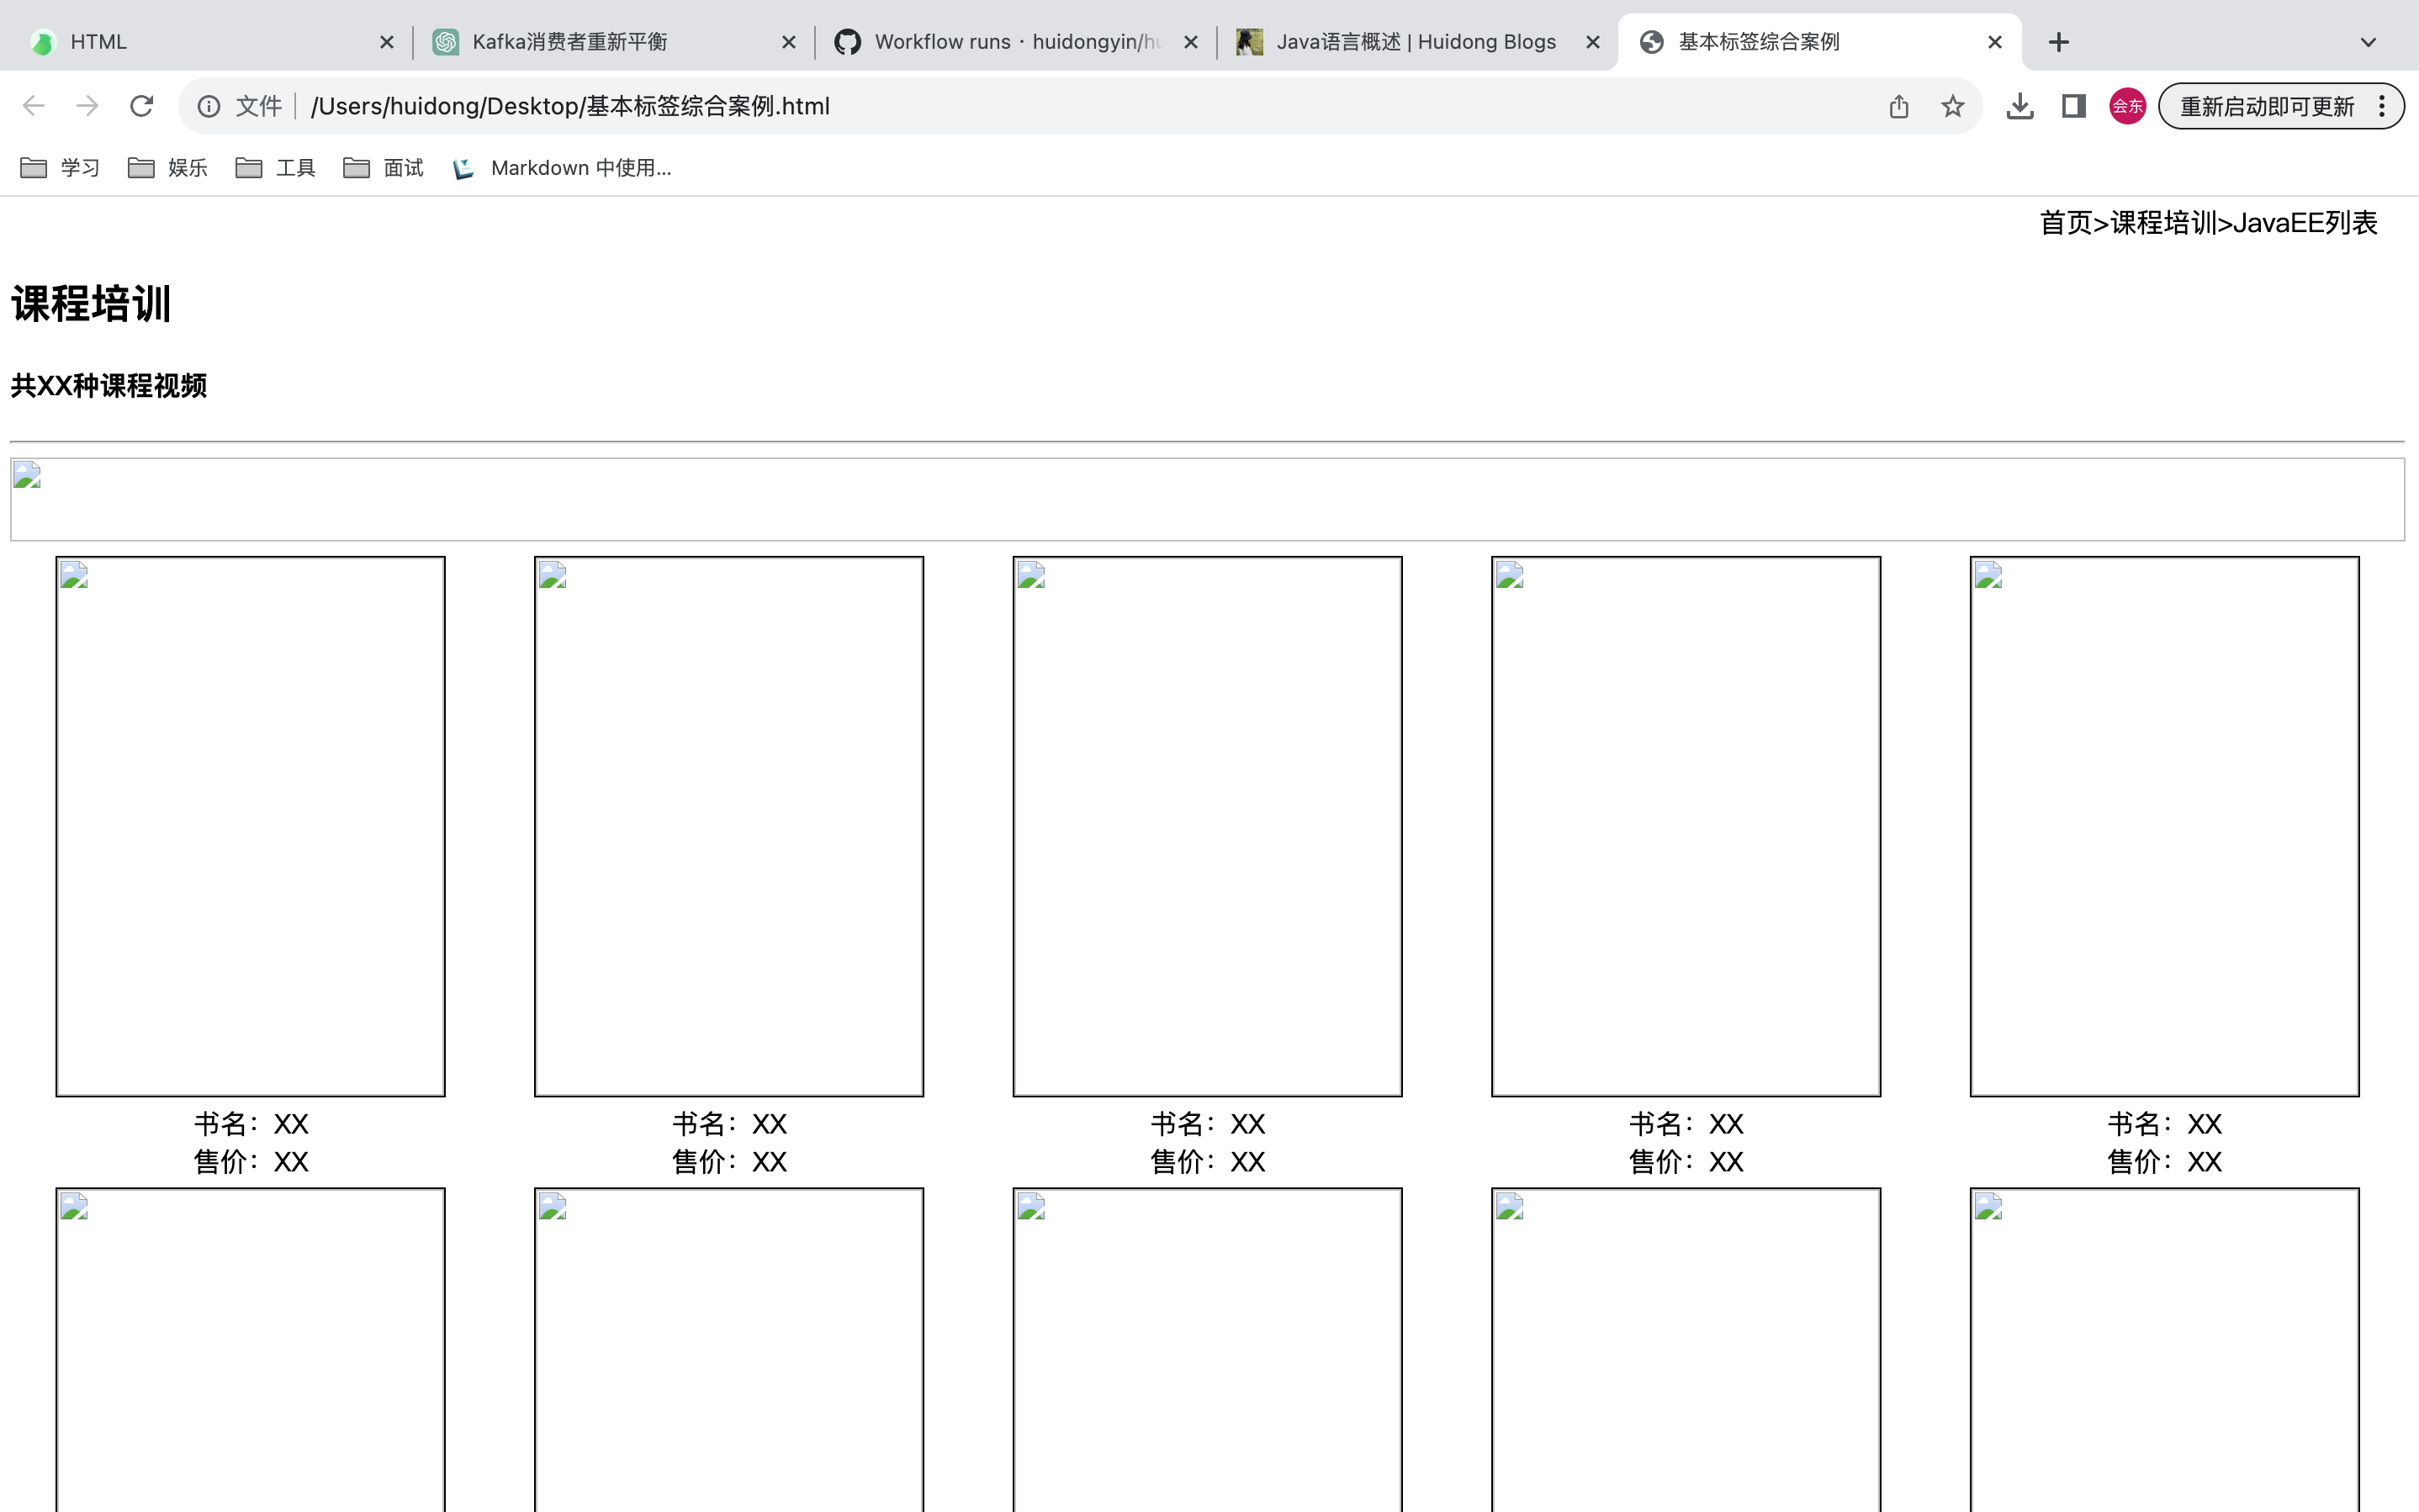 HTML
Kafka消费者重新平衡
Workflow runs · huidongyin/hu
Java语言概述 | Huidong Blogs
基本标签综合案例
文件 /Users/huidong/Desktop/基本标签综合案例.html
会东
重新启动即可更新
学习 娱乐 工具 面试 Markdown 中使用...
首页>课程培训>JavaEE列表
课程培训
共XX种课程视频
书名：XX 书名：XX 书名：XX 书名：XX 书名：XX
售价：XX 售价：XX 售价：XX 售价：XX 售价：XX